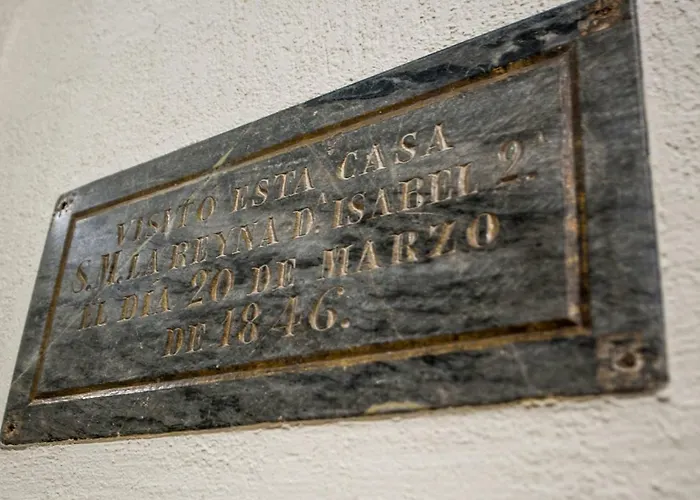 VISITO ESTA CASA
S. M. LA REYNA D.ª ISABEL 2.ª
EL DIA 20 DE MARZO
DE 1846.